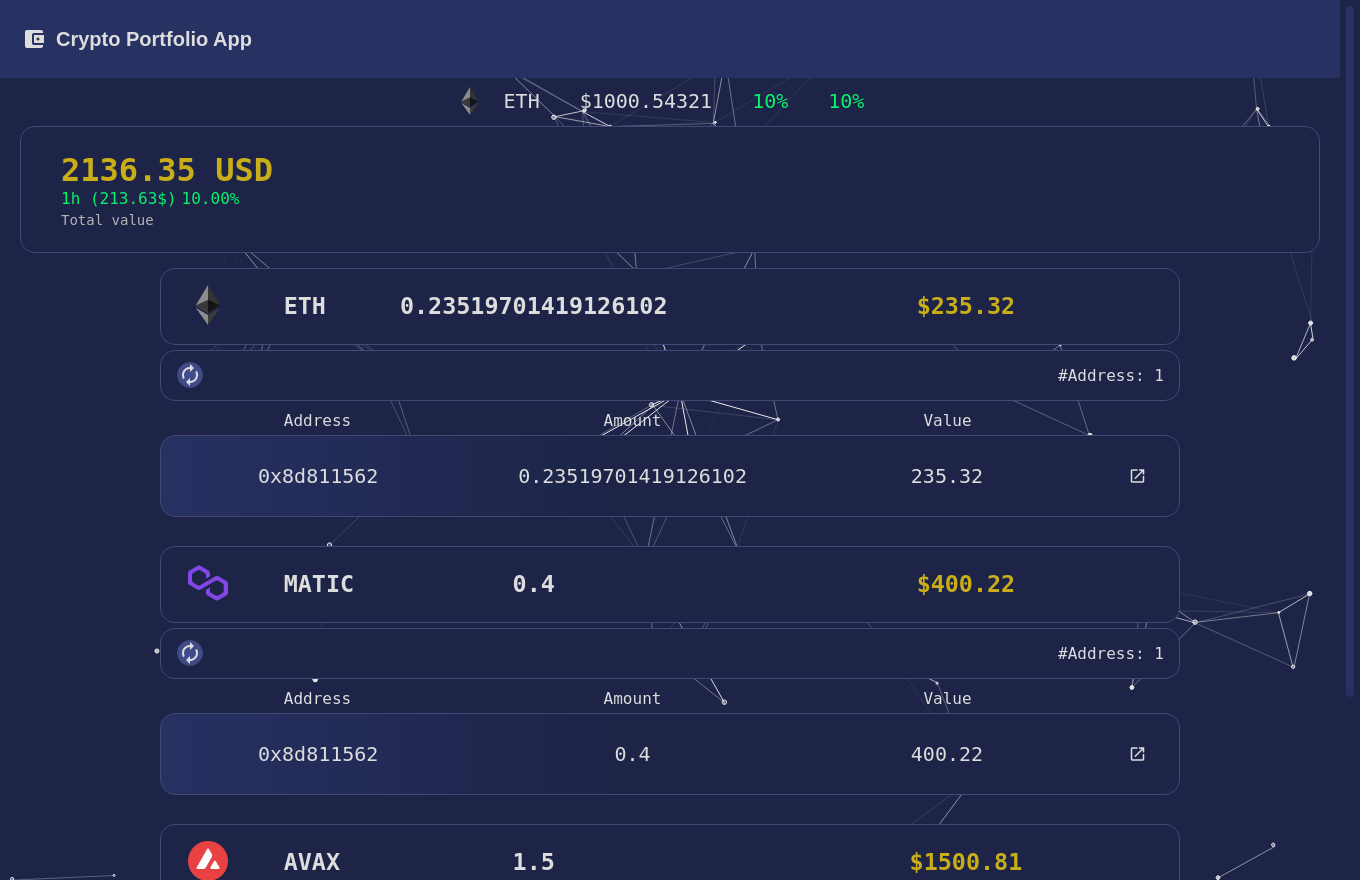 Crypto Portfolio App
ETH $1000.54321 10% 10%
2136.35 USD
1h (213.63$) 10.00%
Total value
ETH 0.23519701419126102 $235.32
#Address: 1
Address Amount Value
0x8d811562 0.23519701419126102 235.32
MATIC 0.4 $400.22
#Address: 1
Address Amount Value
0x8d811562 0.4 400.22
AVAX 1.5 $1500.81